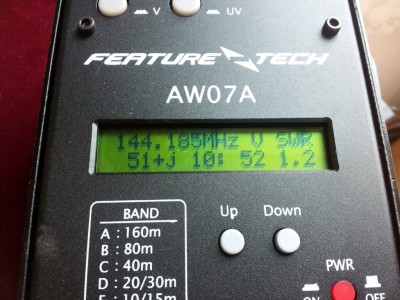 V UV
FEATURE TECH
AW07A
144.185MHz V SWR
51+j 10: 52 1.2
BAND
A : 160m
B : 80m
C : 40m
D : 20/30m
E : 10/15m
Up Down
PWR
ON OFF